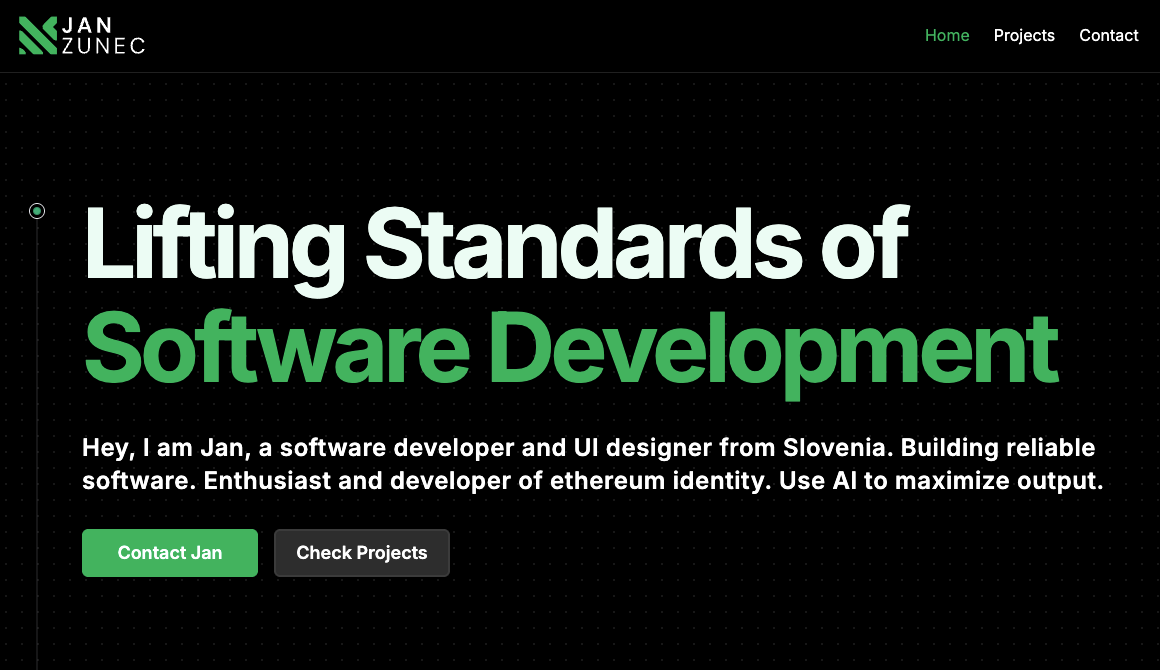 JAN
ZUNEC
Home Projects Contact
Lifting Standards of
Software Development
Hey, I am Jan, a software developer and UI designer from Slovenia. Building reliable
software. Enthusiast and developer of ethereum identity. Use AI to maximize output.
Contact Jan Check Projects